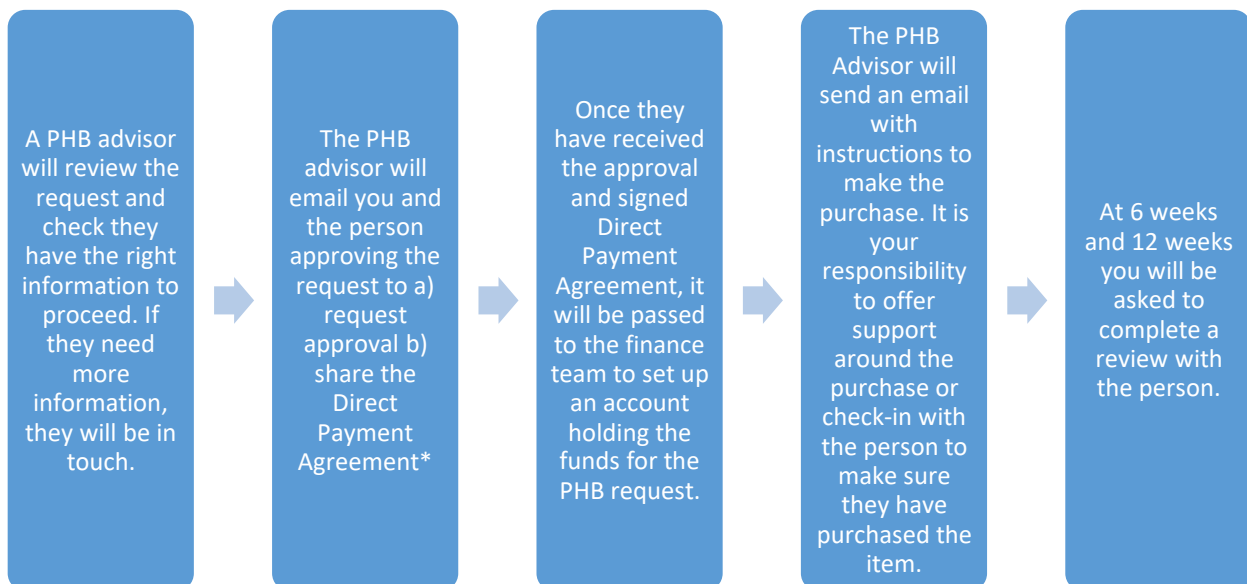 A PHB advisor
will review the
request and
check they
have the right
information to
proceed. If
they need
more
information,
they will be in
touch.
The PHB
advisor will
email you and
the person
approving the
request to a)
request
approval b)
share the
Direct
Payment
Agreement*
Once they
have received
the approval
and signed
Direct
Payment
Agreement, it
will be passed
to the finance
team to set up
an account
holding the
funds for the
PHB request.
The PHB
Advisor will
send an email
with
instructions to
make the
purchase. It is
your
responsibility
to offer
support
around the
purchase or
check-in with
the person to
make sure
they have
purchased the
item.
At 6 weeks
and 12 weeks
you will be
asked to
complete a
review with
the person.